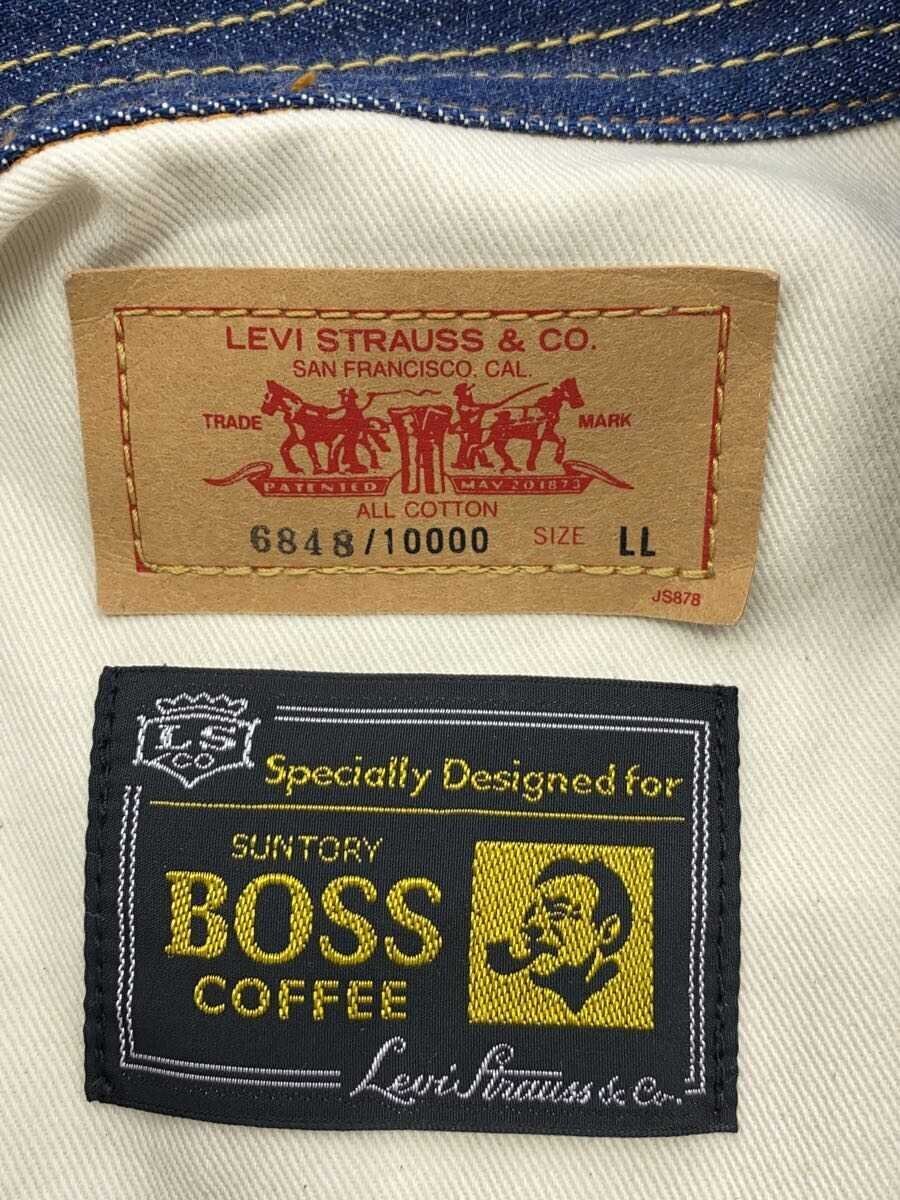 LEVI STRAUSS & CO.
SAN FRANCISCO, CAL.
TRADE MARK
PATENTED MAY 20 1873
ALL COTTON
6848/10000 SIZE LL
JS878
LS
CO
Specially Designed for
SUNTORY
BOSS
COFFEE
Levi Strauss & Co.